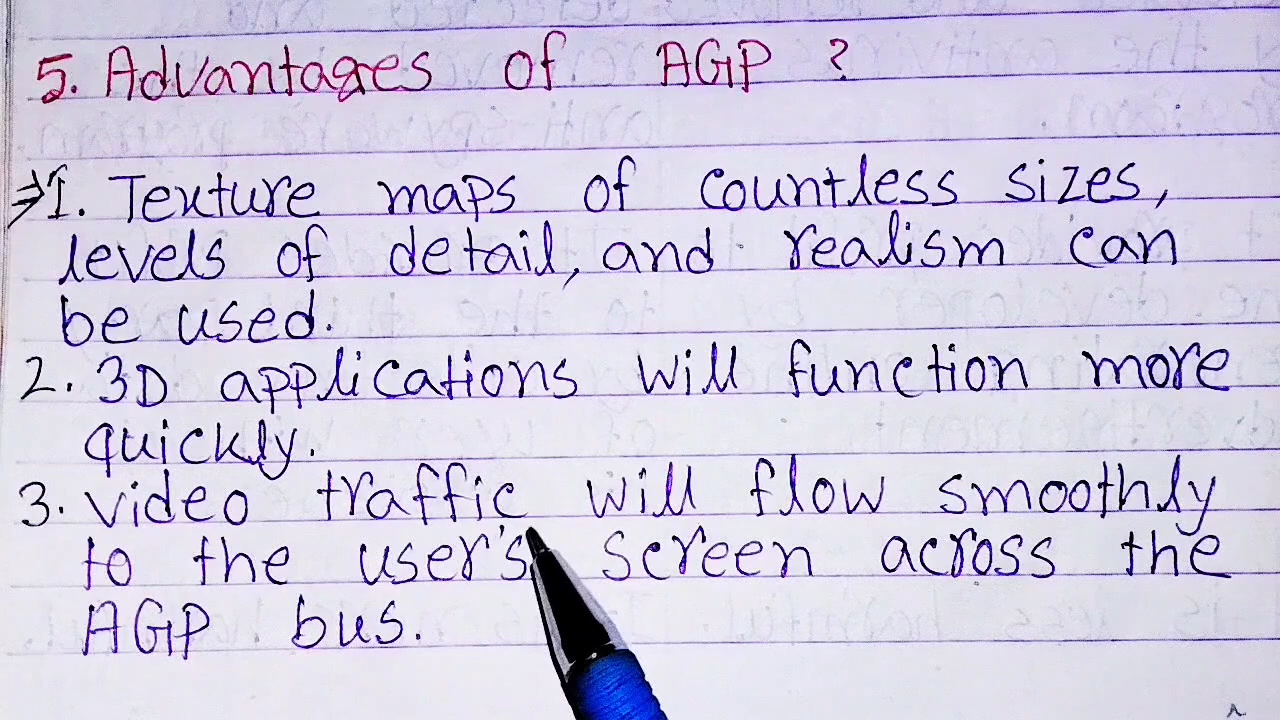 5. Advantages of AGP ?
⇒1. Texture maps of countless sizes,
levels of detail, and realism can
be used.
2. 3D applications will function more
quickly.
3. Video traffic will flow smoothly
to the user's screen across the
AGP bus.